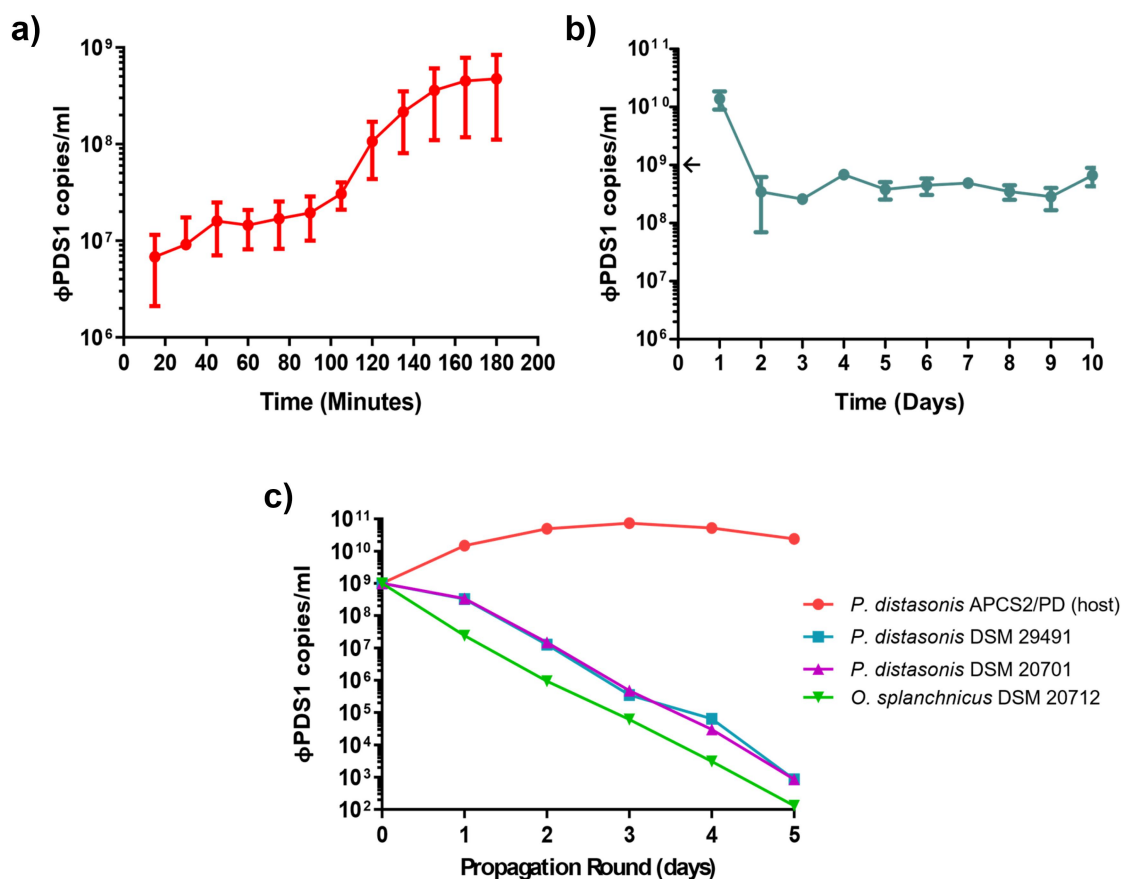 a)
ϕPDS1 copies/ml
10⁹
10⁸
10⁷
10⁶
0 20 40 60 80 100 120 140 160 180 200
Time (Minutes)
b)
ϕPDS1 copies/ml
10¹¹
10¹⁰
10⁹
10⁸
10⁷
10⁶
0 1 2 3 4 5 6 7 8 9 10
Time (Days)
c)
ϕPDS1 copies/ml
10¹¹
10¹⁰
10⁹
10⁸
10⁷
10⁶
10⁵
10⁴
10³
10²
0 1 2 3 4 5
Propagation Round (days)
P. distasonis APCS2/PD (host)
P. distasonis DSM 29491
P. distasonis DSM 20701
O. splanchnicus DSM 20712